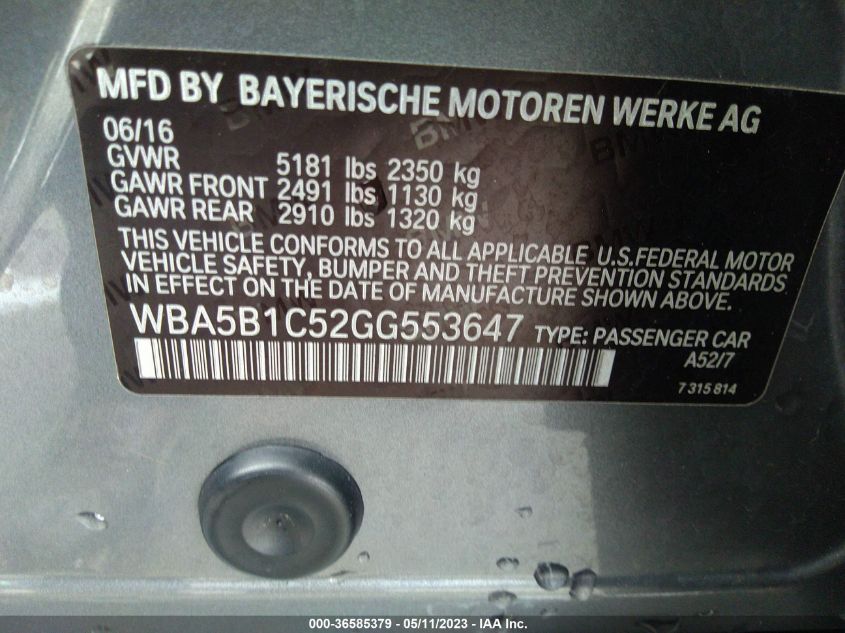 MFD BY BAYERISCHE MOTOREN WERKE AG
06/16
GVWR 5181 lbs 2350 kg
GAWR FRONT 2491 lbs 1130 kg
GAWR REAR 2910 lbs 1320 kg
THIS VEHICLE CONFORMS TO ALL APPLICABLE U.S.FEDERAL MOTOR
VEHICLE SAFETY, BUMPER AND THEFT PREVENTION STANDARDS
IN EFFECT ON THE DATE OF MANUFACTURE SHOWN ABOVE.
WBA5B1C52GG553647 TYPE: PASSENGER CAR
A52/7
7315814
000-36585379 - 05/11/2023 - IAA Inc.